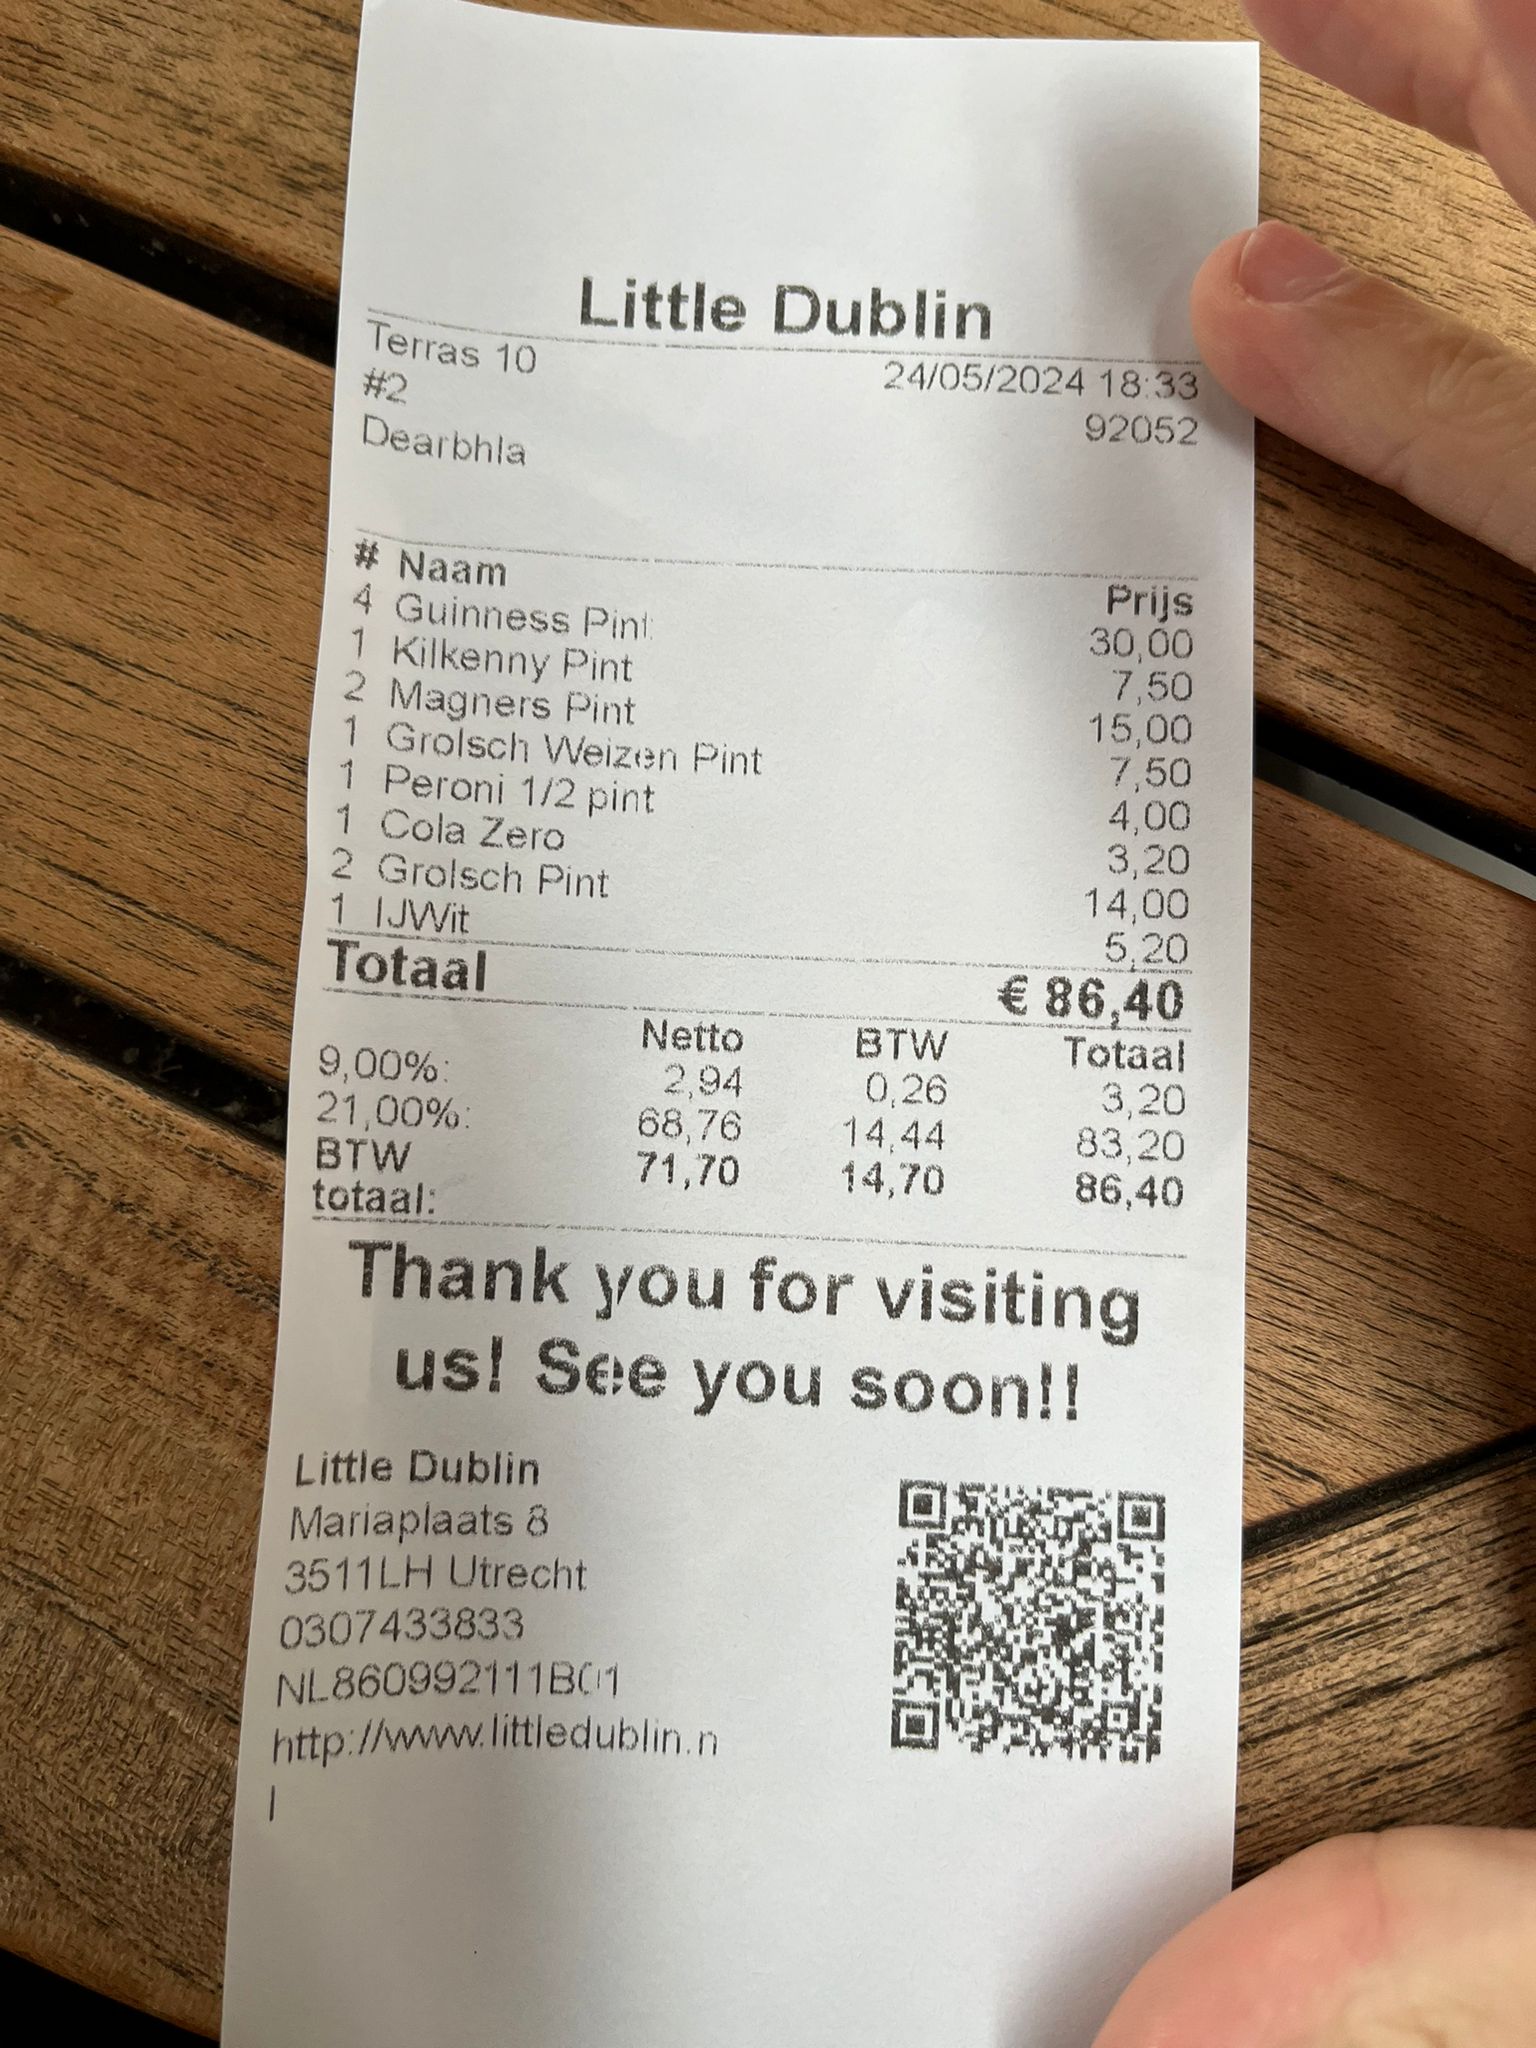 Little Dublin
Terras 10 24/05/2024 18:33
#2 92052
Dearbhla
# Naam Prijs
4 Guinness Pint 30,00
1 Kilkenny Pint 7,50
2 Magners Pint 15,00
1 Grolsch Weizen Pint 7,50
1 Peroni 1/2 pint 4,00
1 Cola Zero 3,20
2 Grolsch Pint 14,00
1 IJWit 5,20
Totaal € 86,40
Netto BTW Totaal
9,00%: 2,94 0,26 3,20
21,00%: 68,76 14,44 83,20
BTW 71,70 14,70 86,40
totaal:
Thank you for visiting
us! See you soon!!
Little Dublin
Mariaplaats 8
3511LH Utrecht
0307433833
NL860992111B01
http://www.littledublin.n
l